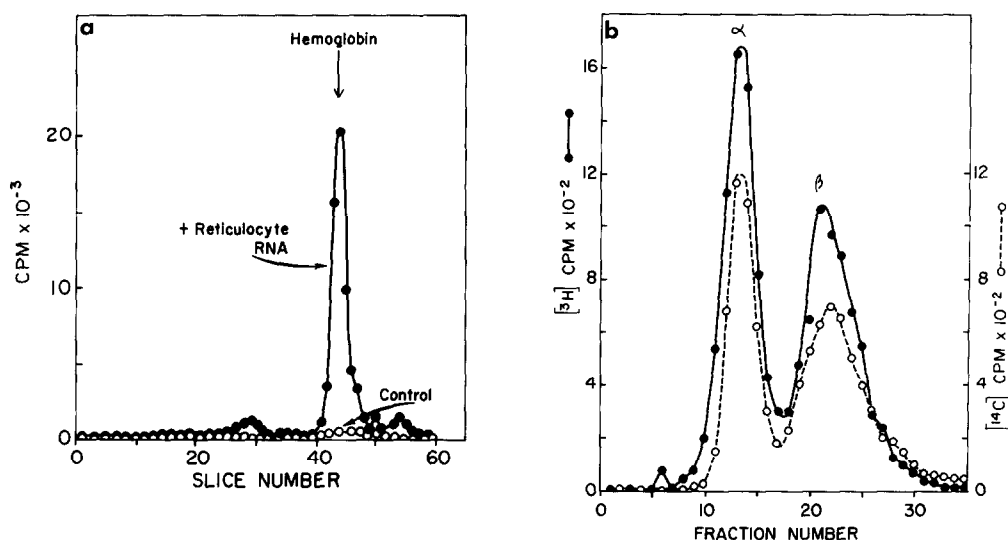 a
Hemoglobin
+ Reticulocyte
RNA
Control
CPM x 10⁻³
20
10
0
0 20 40 60
SLICE NUMBER
b
α
β
[³H] CPM x 10⁻²
16
12
8
4
0
[¹⁴C] CPM x 10⁻²
12
8
4
0
0 10 20 30
FRACTION NUMBER